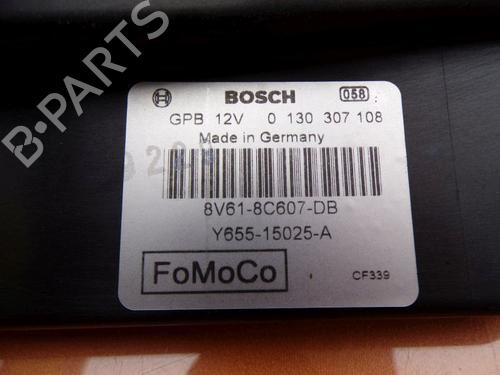 B-PARTS
BOSCH 058
GPB 12V 0 130 307 108
Made in Germany
8V61-8C607-DB
Y655-15025-A
FoMoCo
CF339